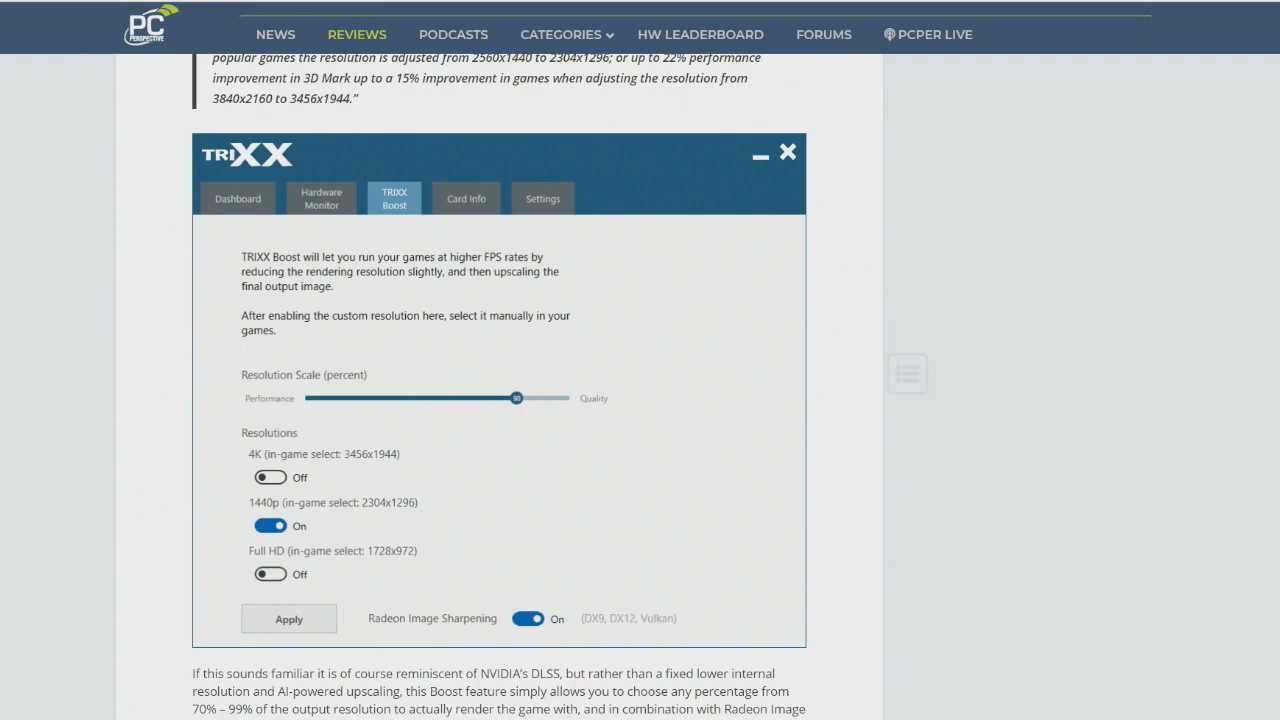 PC PERSPECTIVE
NEWS REVIEWS PODCASTS CATEGORIES HW LEADERBOARD FORUMS PCPER LIVE
popular games the resolution is adjusted from 2560x1440 to 2304x1296; or up to 22% performance
improvement in 3D Mark up to a 15% improvement in games when adjusting the resolution from
3840x2160 to 3456x1944.”
TRIXX
Dashboard Hardware Monitor TRIXX Boost Card Info Settings
TRIXX Boost will let you run your games at higher FPS rates by
reducing the rendering resolution slightly, and then upscaling the
final output image.
After enabling the custom resolution here, select it manually in your
games.
Resolution Scale (percent)
Performance 90 Quality
Resolutions
4K (in-game select: 3456x1944)
Off
1440p (in-game select: 2304x1296)
On
Full HD (in-game select: 1728x972)
Off
Apply Radeon Image Sharpening On (DX9, DX12, Vulkan)
If this sounds familiar it is of course reminiscent of NVIDIA’s DLSS, but rather than a fixed lower internal
resolution and AI-powered upscaling, this Boost feature simply allows you to choose any percentage from
70% – 99% of the output resolution to actually render the game with, and in combination with Radeon Image